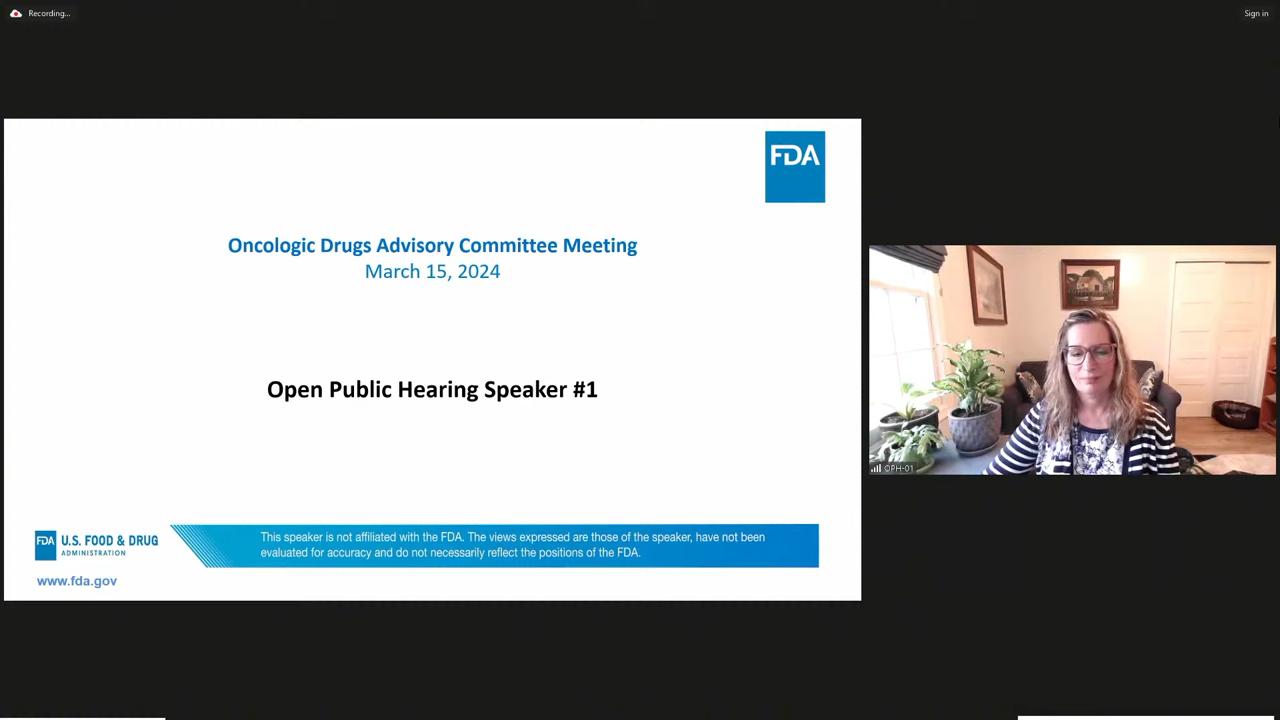 Recording...
Sign in
FDA
Oncologic Drugs Advisory Committee Meeting
March 15, 2024
Open Public Hearing Speaker #1
OPH-01
FDA
U.S. FOOD & DRUG
ADMINISTRATION
This speaker is not affiliated with the FDA. The views expressed are those of the speaker, have not been
evaluated for accuracy and do not necessarily reflect the positions of the FDA.
www.fda.gov